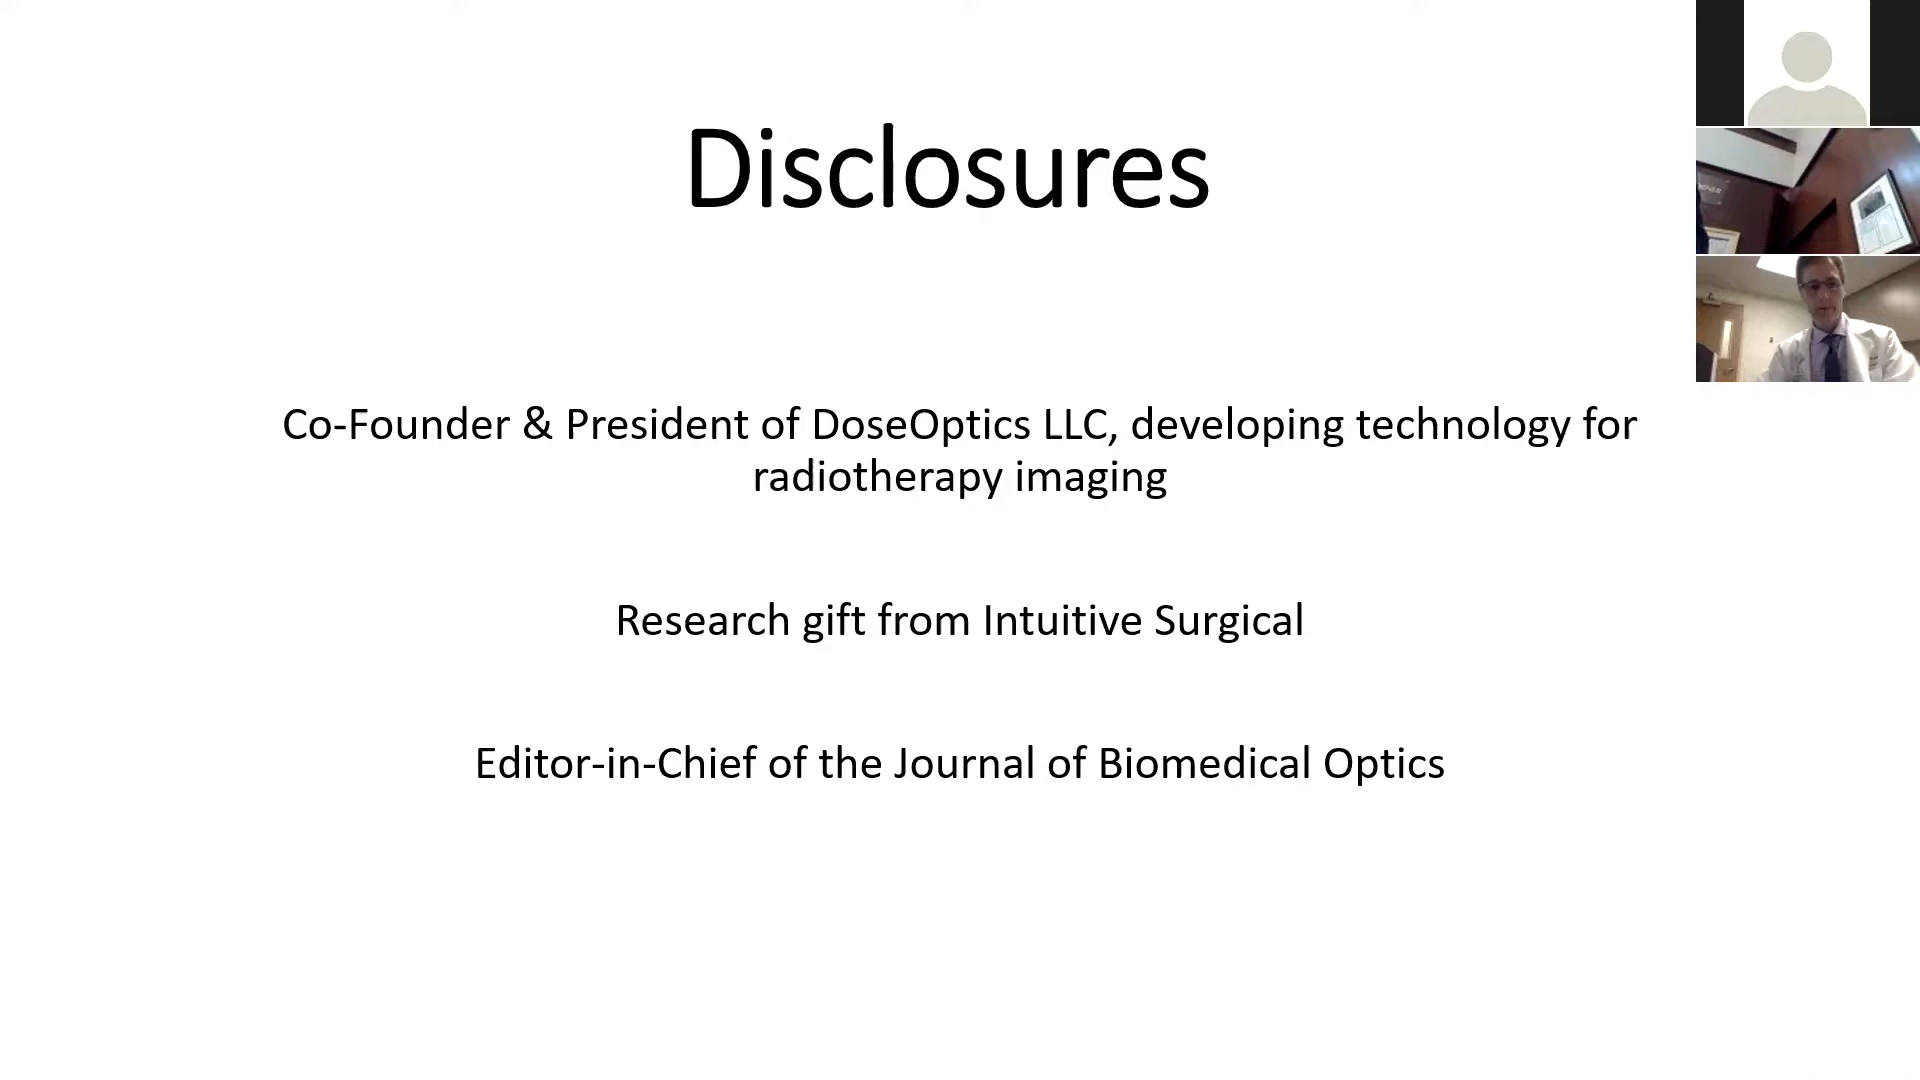 Disclosures
Co-Founder & President of DoseOptics LLC, developing technology for
radiotherapy imaging
Research gift from Intuitive Surgical
Editor-in-Chief of the Journal of Biomedical Optics